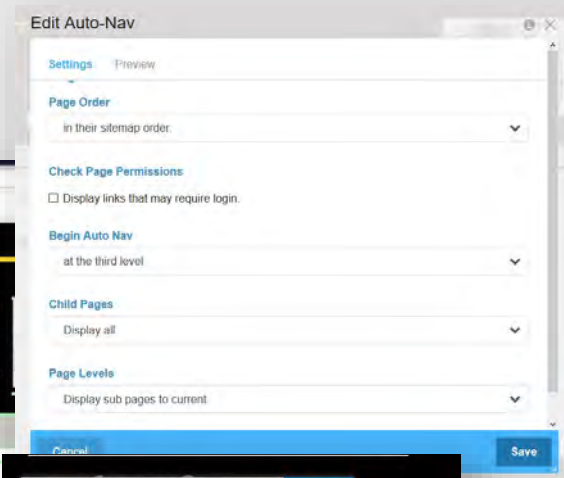 Edit Auto-Nav
Settings Preview
Page Order
in their sitemap order.
Check Page Permissions
Display links that may require login.
Begin Auto Nav
at the third level
Child Pages
Display all
Page Levels
Display sub pages to current
Cancel Save